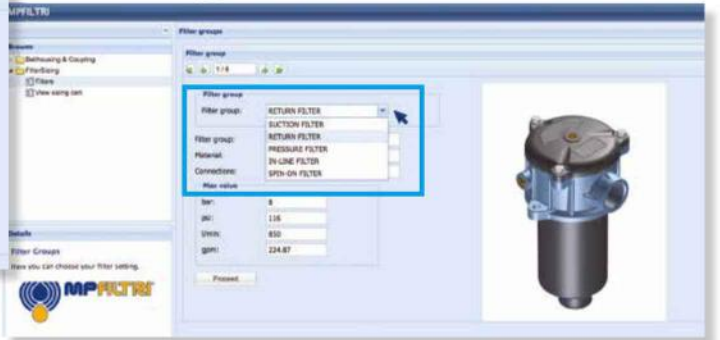 MPFILTRI
Filter groups
Browse
Bellhousing & Coupling
FilterSizing
Filters
View sizing cart
Filter group
1/6
Filter group
Filter group:
RETURN FILTER
SUCTION FILTER
RETURN FILTER
PRESSURE FILTER
IN-LINE FILTER
SPIN-ON FILTER
Filter group:
Material:
Connections:
Max value
bar:
8
psi:
116
l/min:
850
gpm:
224.87
Proceed
Details
Filter Groups
Here you can choose your filter setting.
MPFILTRI